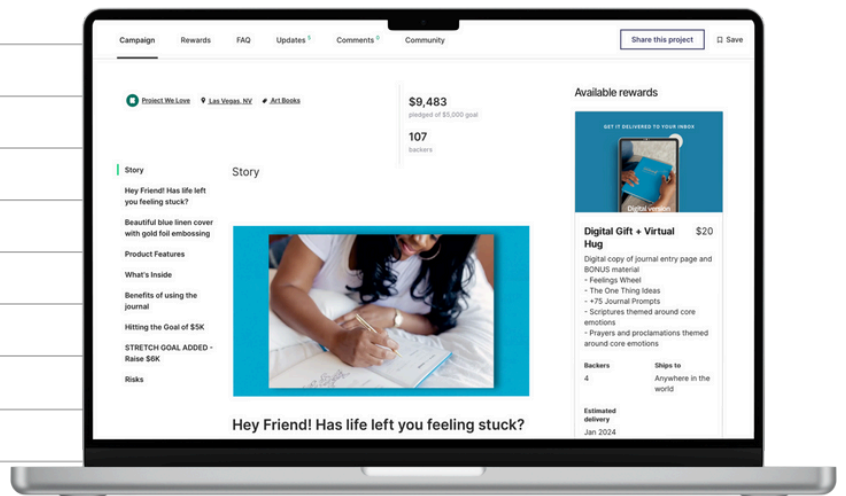 Campaign
Rewards
FAQ
Updates 5
Comments 0
Community
Share this project
Save
Project We Love
Las Vegas, NV
Art Books
$9,483
pledged of $5,000 goal
107
backers
Story
Hey Friend! Has life left
you feeling stuck?
Beautiful blue linen cover
with gold foil embossing
Product Features
What's Inside
Benefits of using the
journal
Hitting the Goal of $5K
STRETCH GOAL ADDED -
Raise $6K
Risks
Story
Hey Friend! Has life left you feeling stuck?
Available rewards
GET IT DELIVERED TO YOUR INBOX
Digital version
Digital Gift + Virtual
Hug
$20
Digital copy of journal entry page and
BONUS material
- Feelings Wheel
- The One Thing Ideas
- +75 Journal Prompts
- Scriptures themed around core
emotions
- Prayers and proclamations themed
around core emotions
Backers
4
Ships to
Anywhere in the
world
Estimated
delivery
Jan 2024